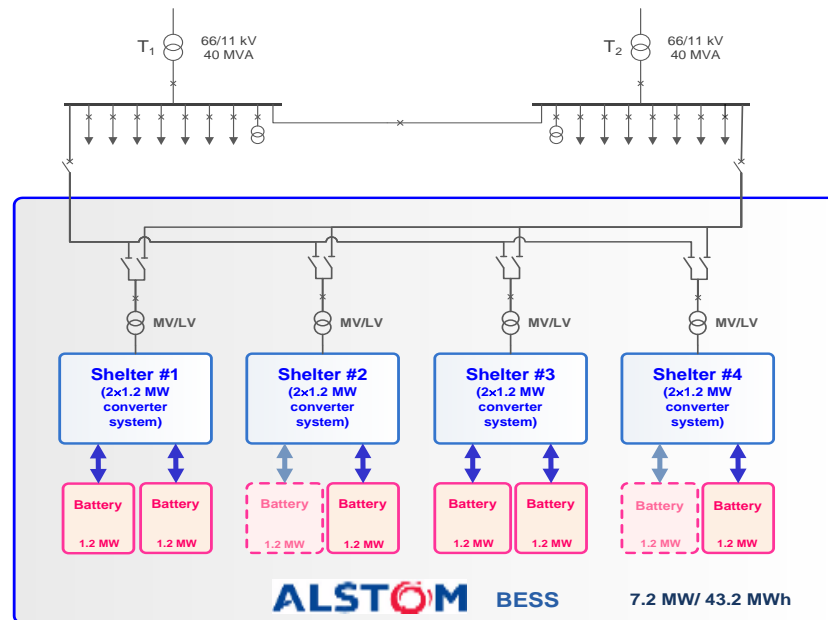 T1
66/11 kV
40 MVA
T2
66/11 kV
40 MVA
MV/LV
MV/LV
MV/LV
MV/LV
Shelter #1
(2x1.2 MW
converter
system)
Shelter #2
(2x1.2 MW
converter
system)
Shelter #3
(2x1.2 MW
converter
system)
Shelter #4
(2x1.2 MW
converter
system)
Battery
1.2 MW
Battery
1.2 MW
Battery
1.2 MW
Battery
1.2 MW
Battery
1.2 MW
Battery
1.2 MW
Battery
1.2 MW
Battery
1.2 MW
ALSTOM
BESS
7.2 MW/ 43.2 MWh